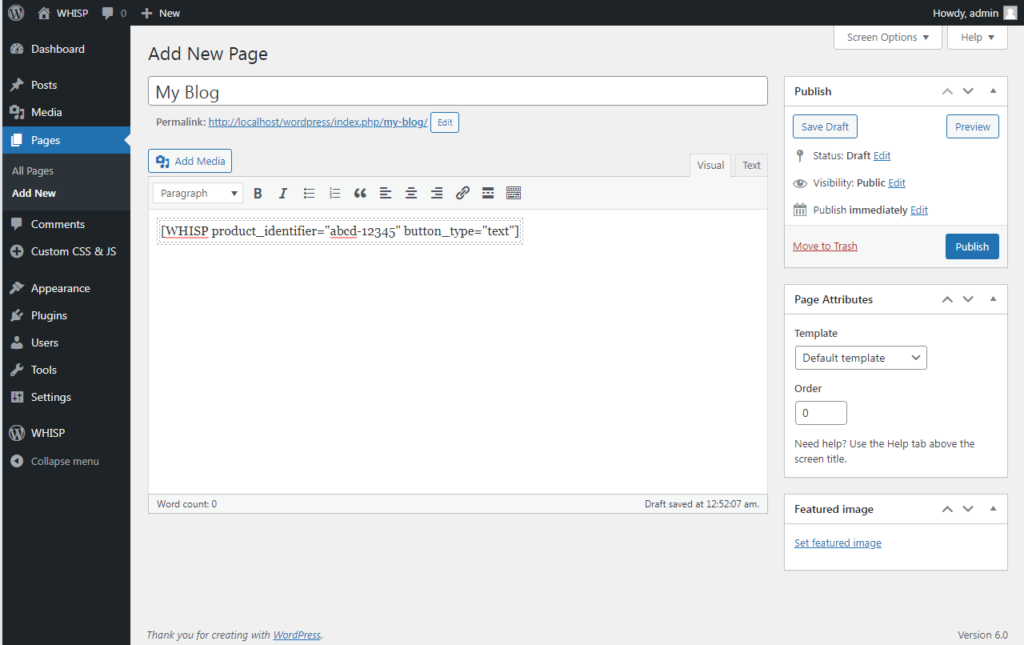 WHISP 0 New Howdy, admin
Dashboard
Posts
Media
Pages
All Pages
Add New
Comments
Custom CSS & JS
Appearance
Plugins
Users
Tools
Settings
WHISP
Collapse menu
Screen Options Help
Add New Page
My Blog
Permalink: http://localhost/wordpress/index.php/my-blog/ Edit
Add Media
Visual Text
Paragraph B I
[WHISP product_identifier="abcd-12345" button_type="text"]
Word count: 0 Draft saved at 12:52:07 am.
Publish
Save Draft Preview
Status: Draft Edit
Visibility: Public Edit
Publish immediately Edit
Move to Trash Publish
Page Attributes
Template
Default template
Order
0
Need help? Use the Help tab above the
screen title.
Featured image
Set featured image
Thank you for creating with WordPress. Version 6.0